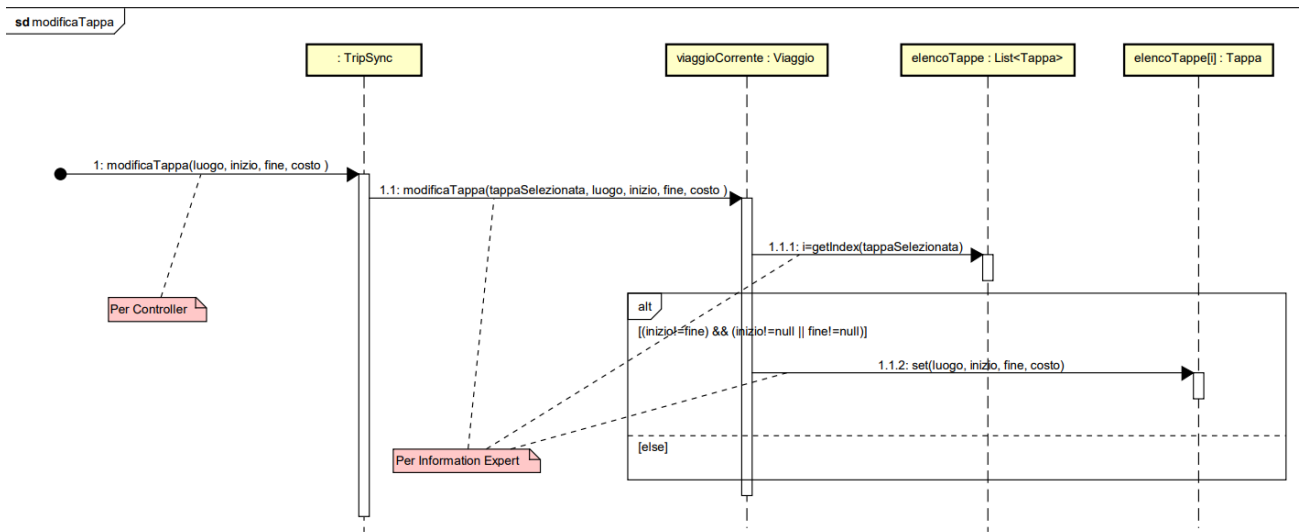 sd modificaTappa
: TripSync
viaggioCorrente : Viaggio
elencoTappe : List<Tappa>
elencoTappe[i] : Tappa
1: modificaTappa(luogo, inizio, fine, costo )
1.1: modificaTappa(tappaSelezionata, luogo, inizio, fine, costo )
1.1.1: i=getIndex(tappaSelezionata)
Per Controller
alt
[(inizio!=fine) && (inizio!=null || fine!=null)]
1.1.2: set(luogo, inizio, fine, costo)
[else]
Per Information Expert